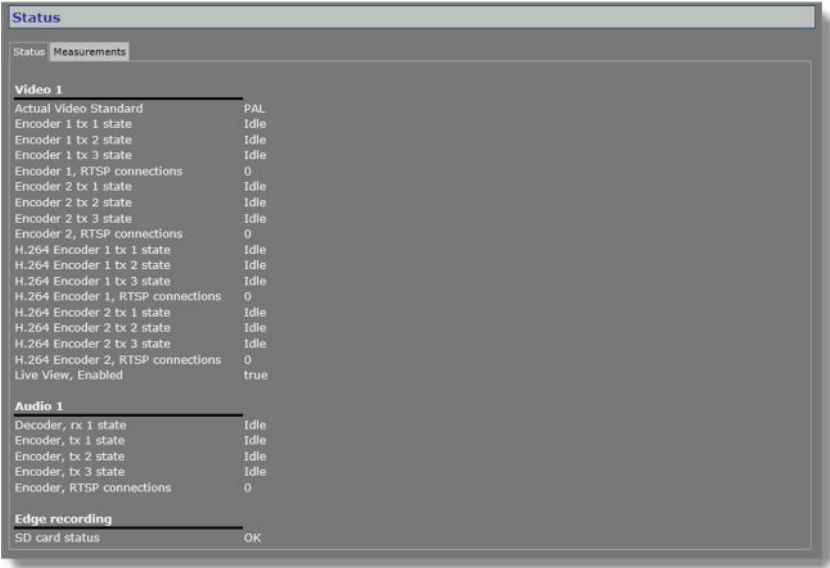 Status
Status Measurements
Video 1
Actual Video Standard PAL
Encoder 1 tx 1 state Idle
Encoder 1 tx 2 state Idle
Encoder 1 tx 3 state Idle
Encoder 1, RTSP connections 0
Encoder 2 tx 1 state Idle
Encoder 2 tx 2 state Idle
Encoder 2 tx 3 state Idle
Encoder 2, RTSP connections 0
H.264 Encoder 1 tx 1 state Idle
H.264 Encoder 1 tx 2 state Idle
H.264 Encoder 1 tx 3 state Idle
H.264 Encoder 1, RTSP connections 0
H.264 Encoder 2 tx 1 state Idle
H.264 Encoder 2 tx 2 state Idle
H.264 Encoder 2 tx 3 state Idle
H.264 Encoder 2, RTSP connections 0
Live View, Enabled true
Audio 1
Decoder, rx 1 state Idle
Encoder, tx 1 state Idle
Encoder, tx 2 state Idle
Encoder, tx 3 state Idle
Encoder, RTSP connections 0
Edge recording
SD card status OK